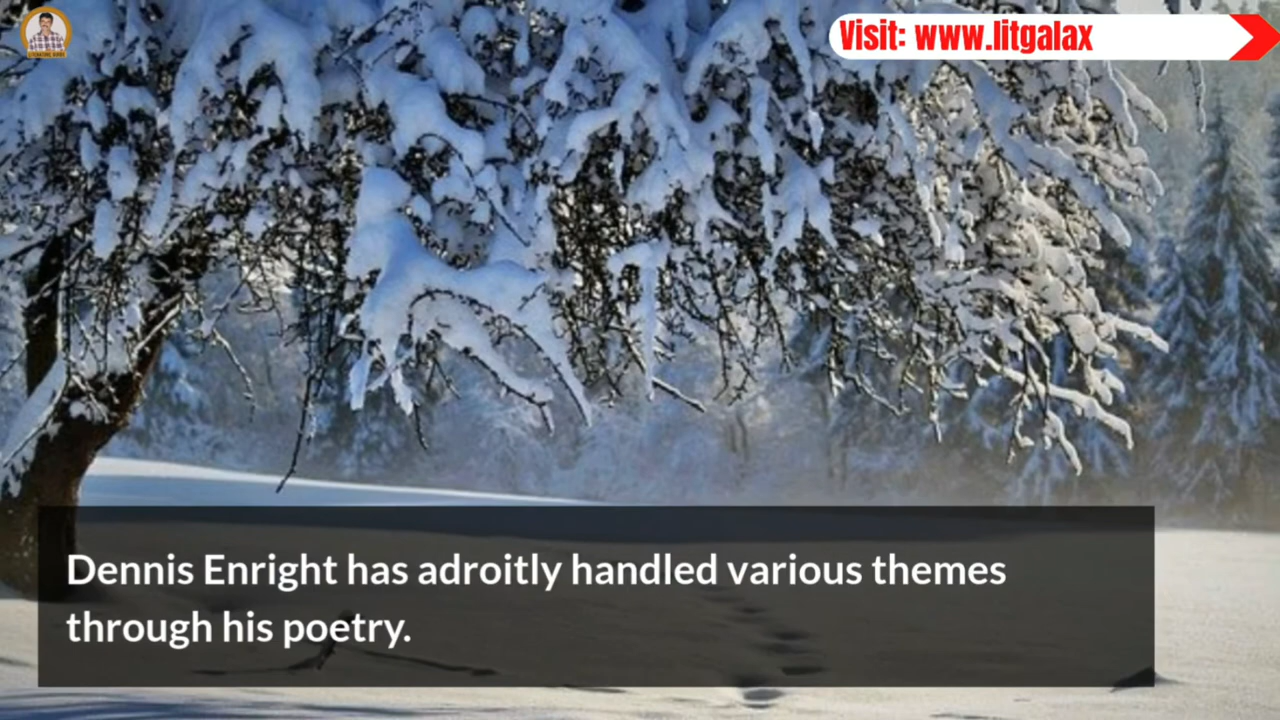 Visit: www.litgalax
Dennis Enright has adroitly handled various themes
through his poetry.